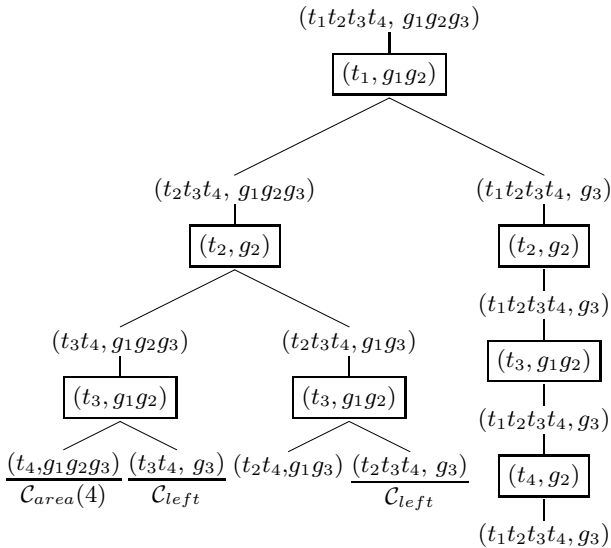 (t₁t₂t₃t₄, g₁g₂g₃)
(t₁, g₁g₂)
(t₂t₃t₄, g₁g₂g₃) (t₁t₂t₃t₄, g₃)
(t₂, g₂) (t₂, g₂)
(t₁t₂t₃t₄, g₃)
(t₃t₄, g₁g₂g₃) (t₂t₃t₄, g₁g₃)
(t₃, g₁g₂) (t₃, g₁g₂) (t₃, g₁g₂)
(t₁t₂t₃t₄, g₃)
(t₄,g₁g₂g₃) (t₃t₄, g₃) (t₂t₄,g₁g₃) (t₂t₃t₄, g₃) (t₄, g₂)
𝒞area(4) 𝒞left 𝒞left
(t₁t₂t₃t₄, g₃)